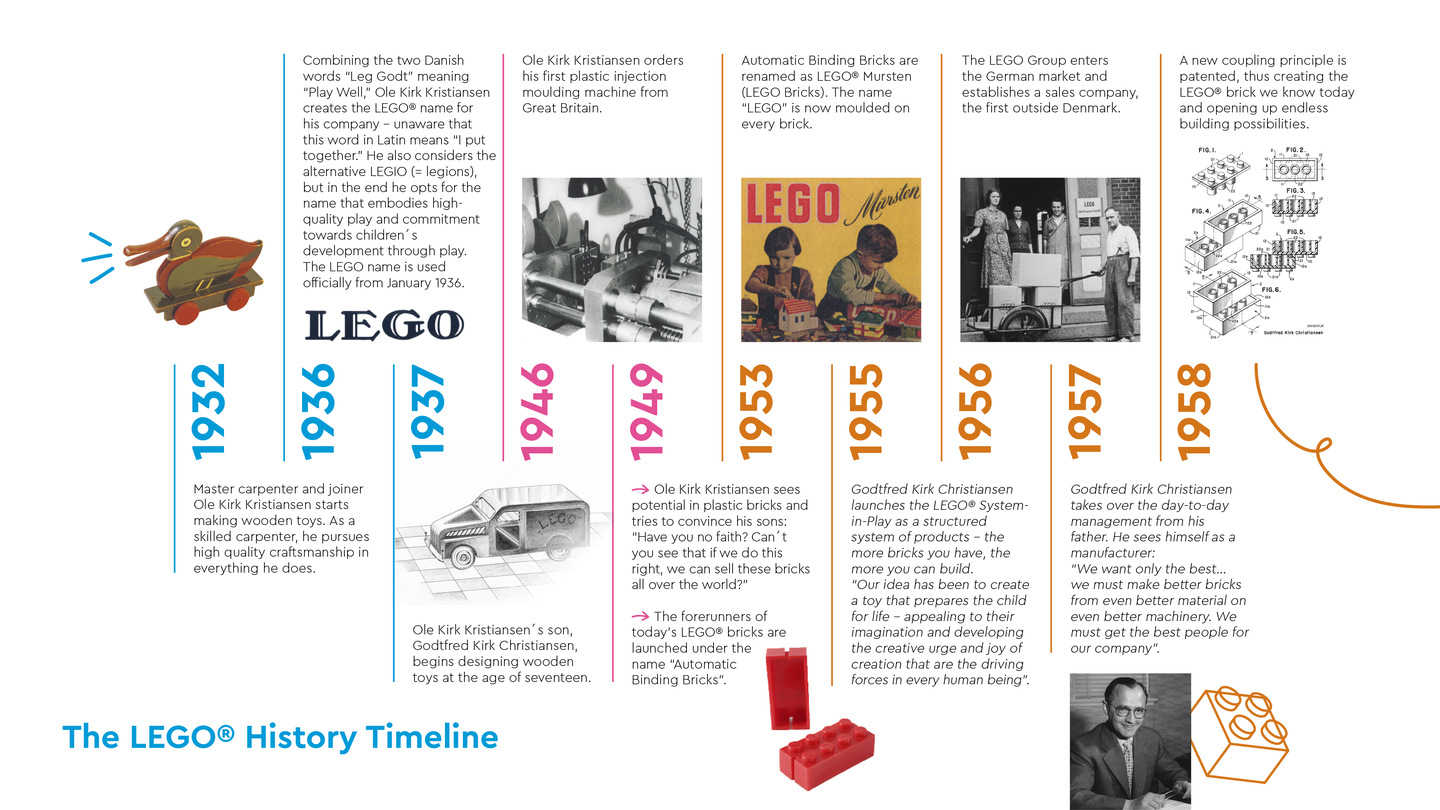 Combining the two Danish
words “Leg Godt” meaning
“Play Well,” Ole Kirk Kristiansen
creates the LEGO® name for
his company – unaware that
this word in Latin means “I put
together.” He also considers the
alternative LEGIO (= legions),
but in the end he opts for the
name that embodies high-
quality play and commitment
towards children´s
development through play.
The LEGO name is used
officially from January 1936.
LEGO
Ole Kirk Kristiansen orders
his first plastic injection
moulding machine from
Great Britain.
Automatic Binding Bricks are
renamed as LEGO® Mursten
(LEGO Bricks). The name
“LEGO” is now moulded on
every brick.
LEGO Mursten
The LEGO Group enters
the German market and
establishes a sales company,
the first outside Denmark.
LEGO
A new coupling principle is
patented, thus creating the
LEGO® brick we know today
and opening up endless
building possibilities.
FIG.1.
FIG.2.
FIG.3.
FIG.4.
FIG.5.
FIG.6.
Godtfred Kirk Christiansen
1932
1936
1937
1946
1949
1953
1955
1956
1957
1958
Master carpenter and joiner
Ole Kirk Kristiansen starts
making wooden toys. As a
skilled carpenter, he pursues
high quality craftsmanship in
everything he does.
LEGO
Ole Kirk Kristiansen´s son,
Godtfred Kirk Christiansen,
begins designing wooden
toys at the age of seventeen.
→ Ole Kirk Kristiansen sees
potential in plastic bricks and
tries to convince his sons:
“Have you no faith? Can´t
you see that if we do this
right, we can sell these bricks
all over the world?”
→ The forerunners of
today’s LEGO® bricks are
launched under the
name “Automatic
Binding Bricks”.
Godtfred Kirk Christiansen
launches the LEGO® System-
in-Play as a structured
system of products – the
more bricks you have, the
more you can build.
“Our idea has been to create
a toy that prepares the child
for life – appealing to their
imagination and developing
the creative urge and joy of
creation that are the driving
forces in every human being”.
Godtfred Kirk Christiansen
takes over the day-to-day
management from his
father. He sees himself as a
manufacturer:
“We want only the best...
we must make better bricks
from even better material on
even better machinery. We
must get the best people for
our company”.
The LEGO® History Timeline